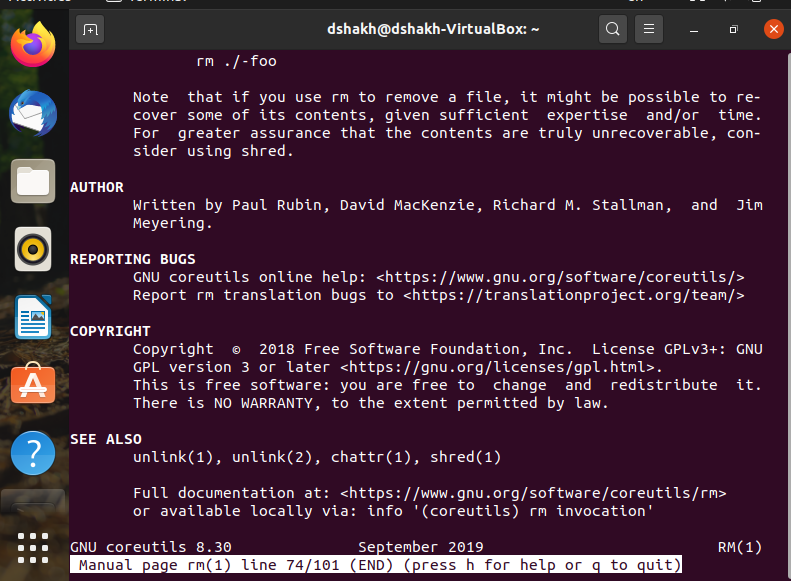 dshakh@dshakh-VirtualBox: ~
rm ./-foo
Note  that if you use rm to remove a file, it might be possible to re-
cover some of its contents, given sufficient  expertise  and/or  time.
For  greater assurance that the contents are truly unrecoverable, con-
sider using shred.
AUTHOR
Written by Paul Rubin, David MacKenzie, Richard M. Stallman,  and  Jim
Meyering.
REPORTING BUGS
GNU coreutils online help: <https://www.gnu.org/software/coreutils/>
Report rm translation bugs to <https://translationproject.org/team/>
COPYRIGHT
Copyright  ©  2018 Free Software Foundation, Inc.  License GPLv3+: GNU
GPL version 3 or later <https://gnu.org/licenses/gpl.html>.
This is free software: you are free to  change  and  redistribute  it.
There is NO WARRANTY, to the extent permitted by law.
SEE ALSO
unlink(1), unlink(2), chattr(1), shred(1)
Full documentation at: <https://www.gnu.org/software/coreutils/rm>
or available locally via: info '(coreutils) rm invocation'
GNU coreutils 8.30 September 2019 RM(1)
Manual page rm(1) line 74/101 (END) (press h for help or q to quit)